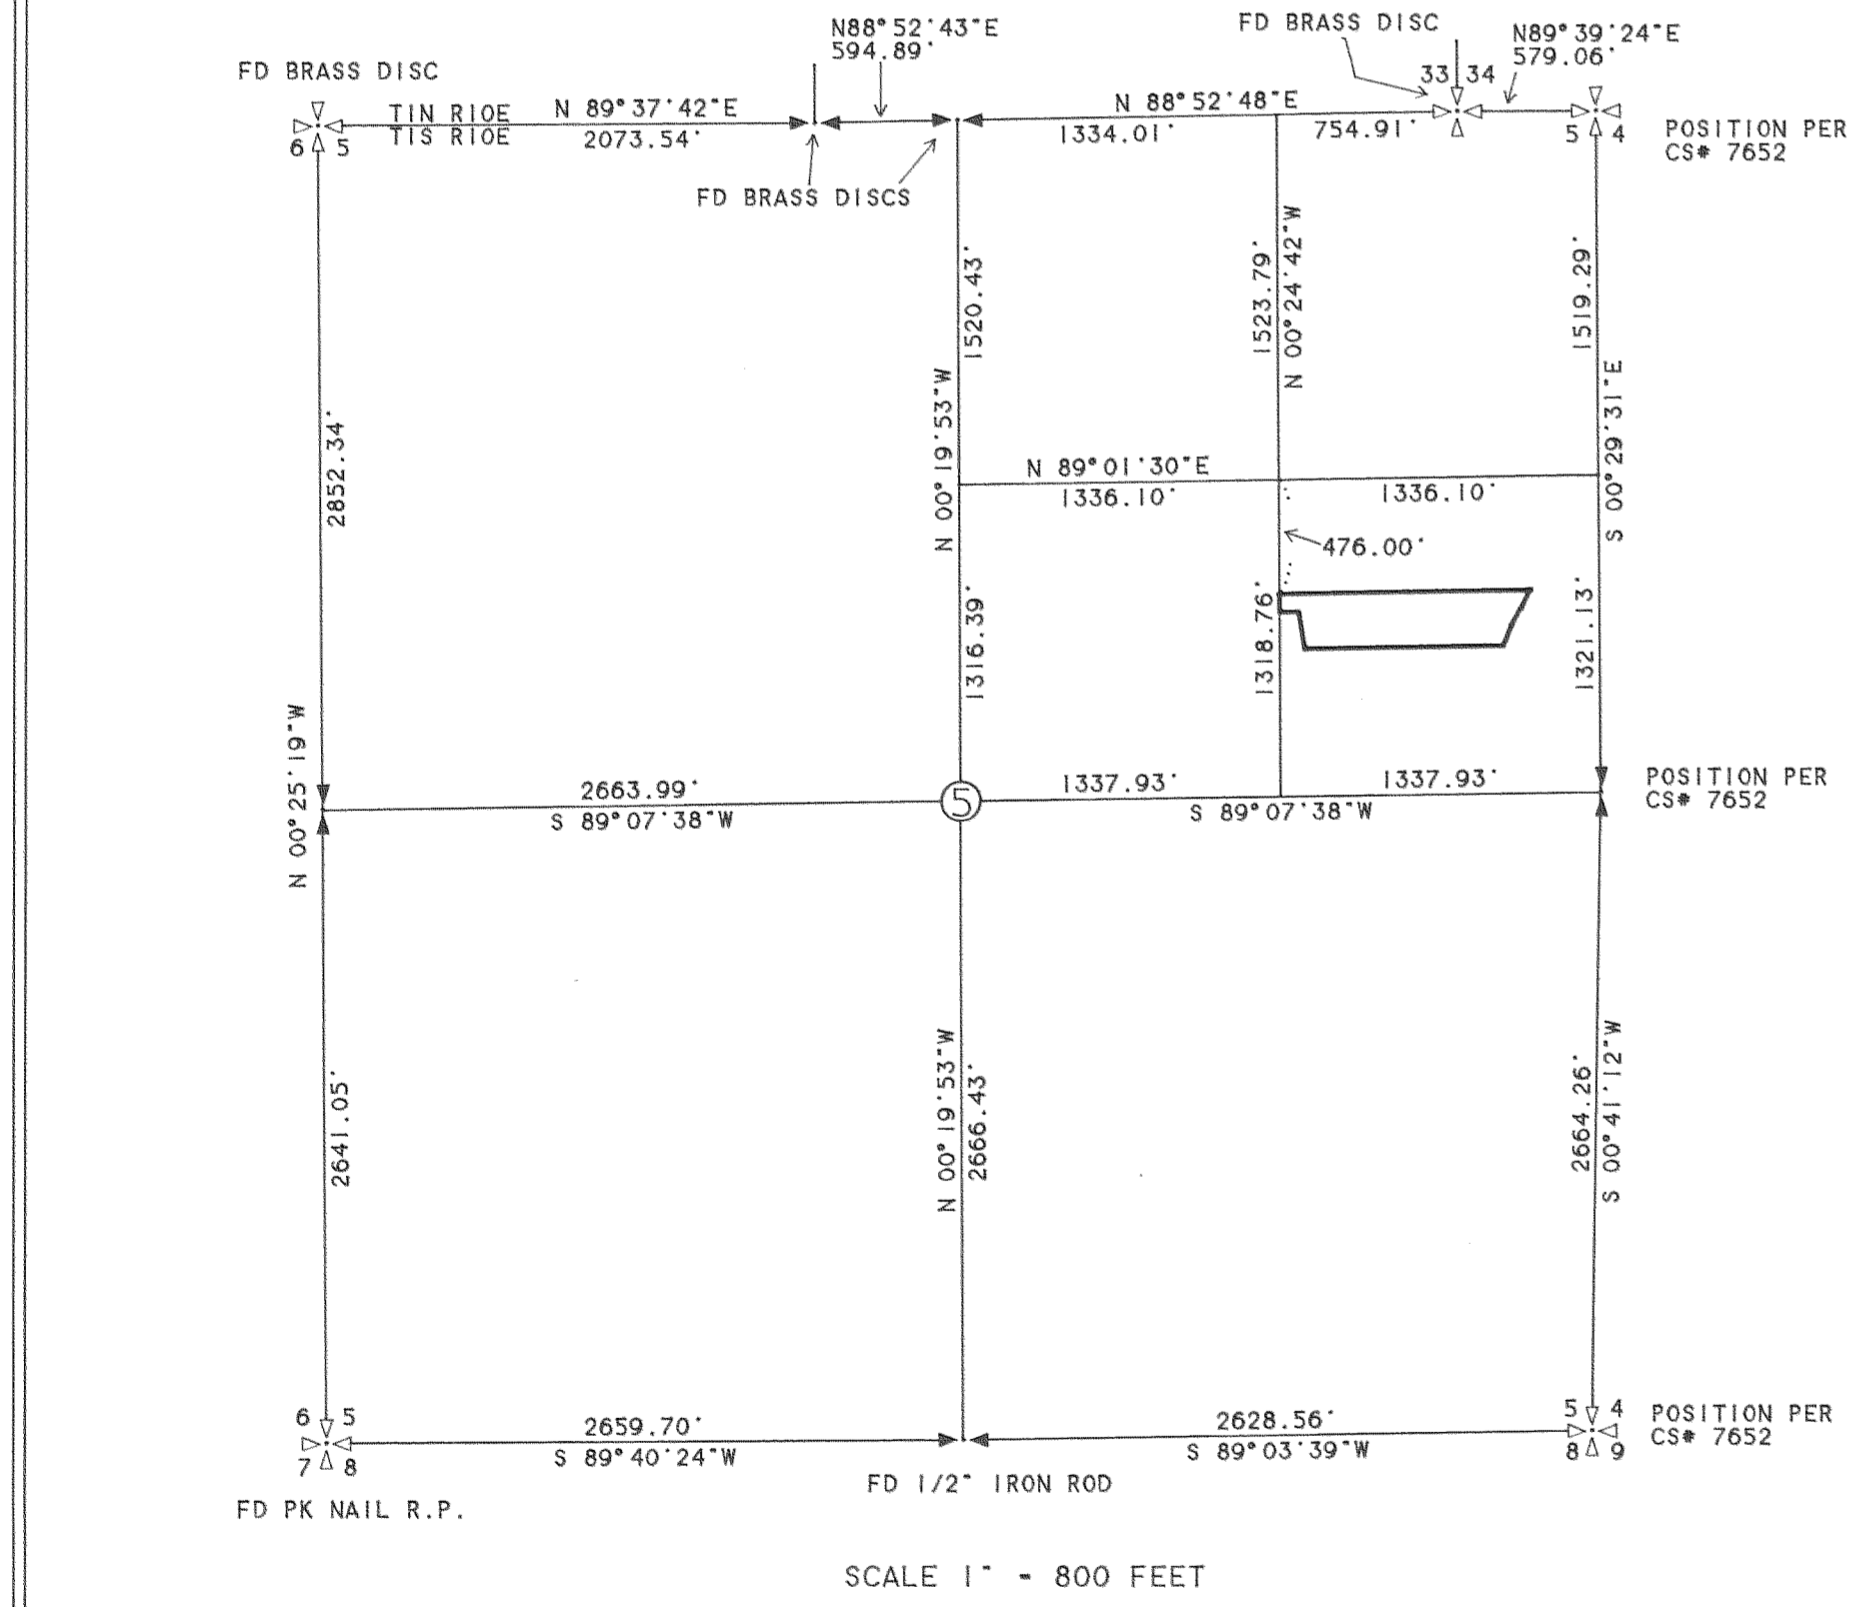 N88°52'43"E
594.89'
FD BRASS DISC
N89°39'24"E
579.06'
FD BRASS DISC
33 34
TIN RIOE
N 89°37'42"E
N 88°52'48"E
TIS RIOE
2073.54'
1334.01'
754.91'
6 5
5 4
POSITION PER
CS# 7652
FD BRASS DISCS
1520.43'
1523.79'
N 00°24'42"W
1519.29'
2852.34'
N 00°19'53"W
S 00°29'31"E
N 89°01'30"E
1336.10'
1336.10'
476.00'
1316.39'
1318.76'
1321.13'
N 00°25'19"W
2663.99'
S 89°07'38"W
5
1337.93'
1337.93'
S 89°07'38"W
POSITION PER
CS# 7652
2641.05'
N 00°19'53"W
2666.43'
2664.26'
S 00°41'12"W
6 5
7 8
2659.70'
S 89°40'24"W
2628.56'
S 89°03'39"W
5 4
8 9
POSITION PER
CS# 7652
FD 1/2" IRON ROD
FD PK NAIL R.P.
SCALE 1" = 800 FEET